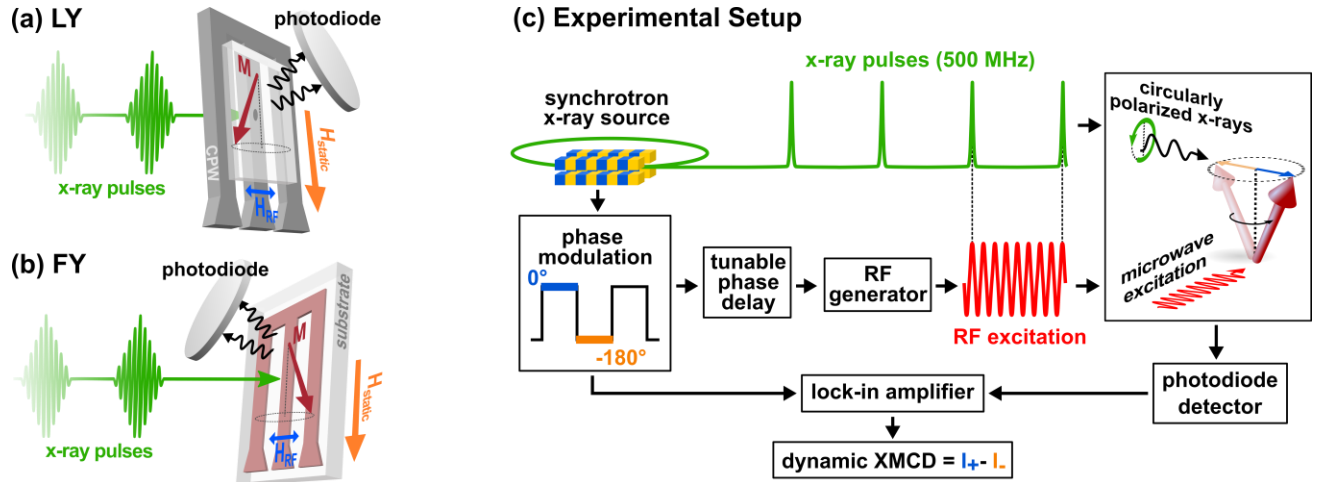 (a) LY
photodiode
M
CPW
H_static
H_RF
x-ray pulses
(b) FY
photodiode
substrate
M
H_static
H_RF
x-ray pulses
(c) Experimental Setup
x-ray pulses (500 MHz)
synchrotron
x-ray source
circularly
polarized x-rays
phase
modulation
0°
-180°
tunable
phase
delay
RF
generator
RF excitation
microwave
excitation
lock-in amplifier
photodiode
detector
dynamic XMCD = I₊- I₋